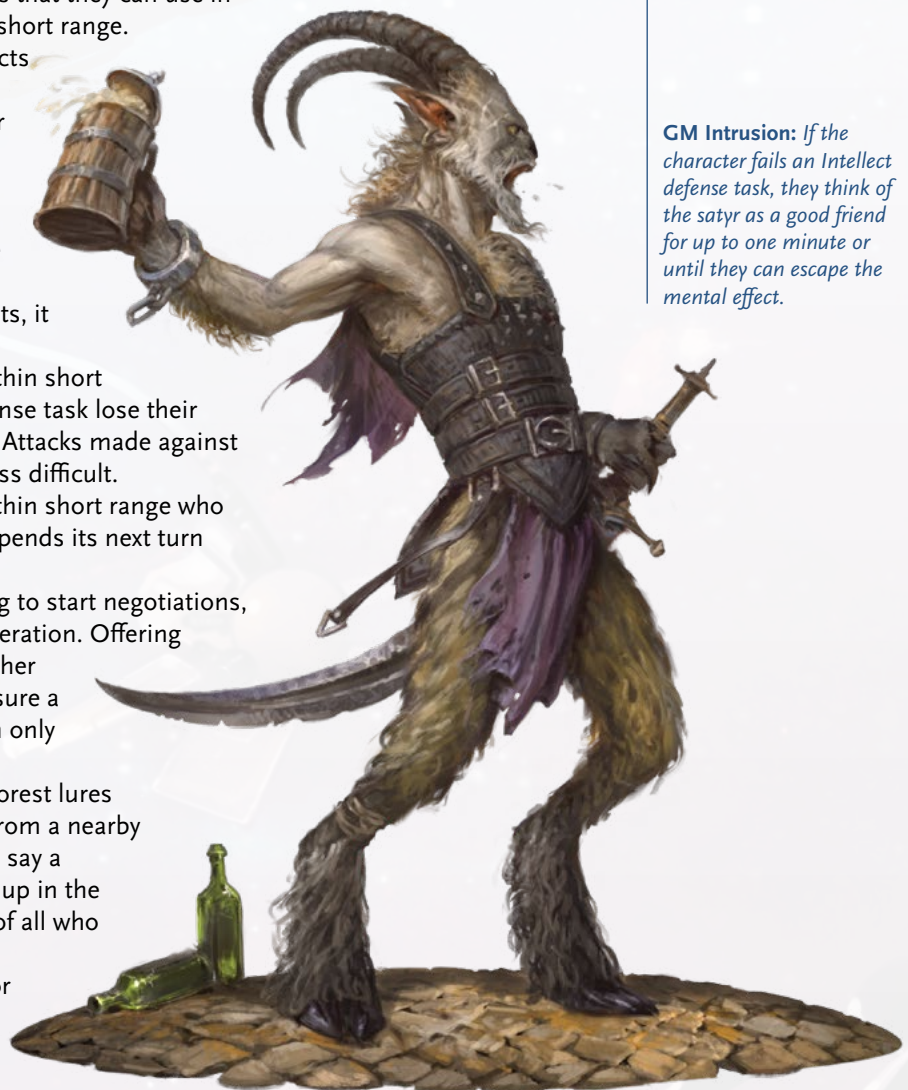 s that they can use in
short range.
cts
r
ts, it
thin short
nse task lose their
Attacks made against
ss difficult.
thin short range who
pends its next turn
g to start negotiations,
eration. Offering
her
sure a
n only
orest lures
from a nearby
say a
up in the
of all who
or
GM Intrusion: If the
character fails an Intellect
defense task, they think of
the satyr as a good friend
for up to one minute or
until they can escape the
mental effect.